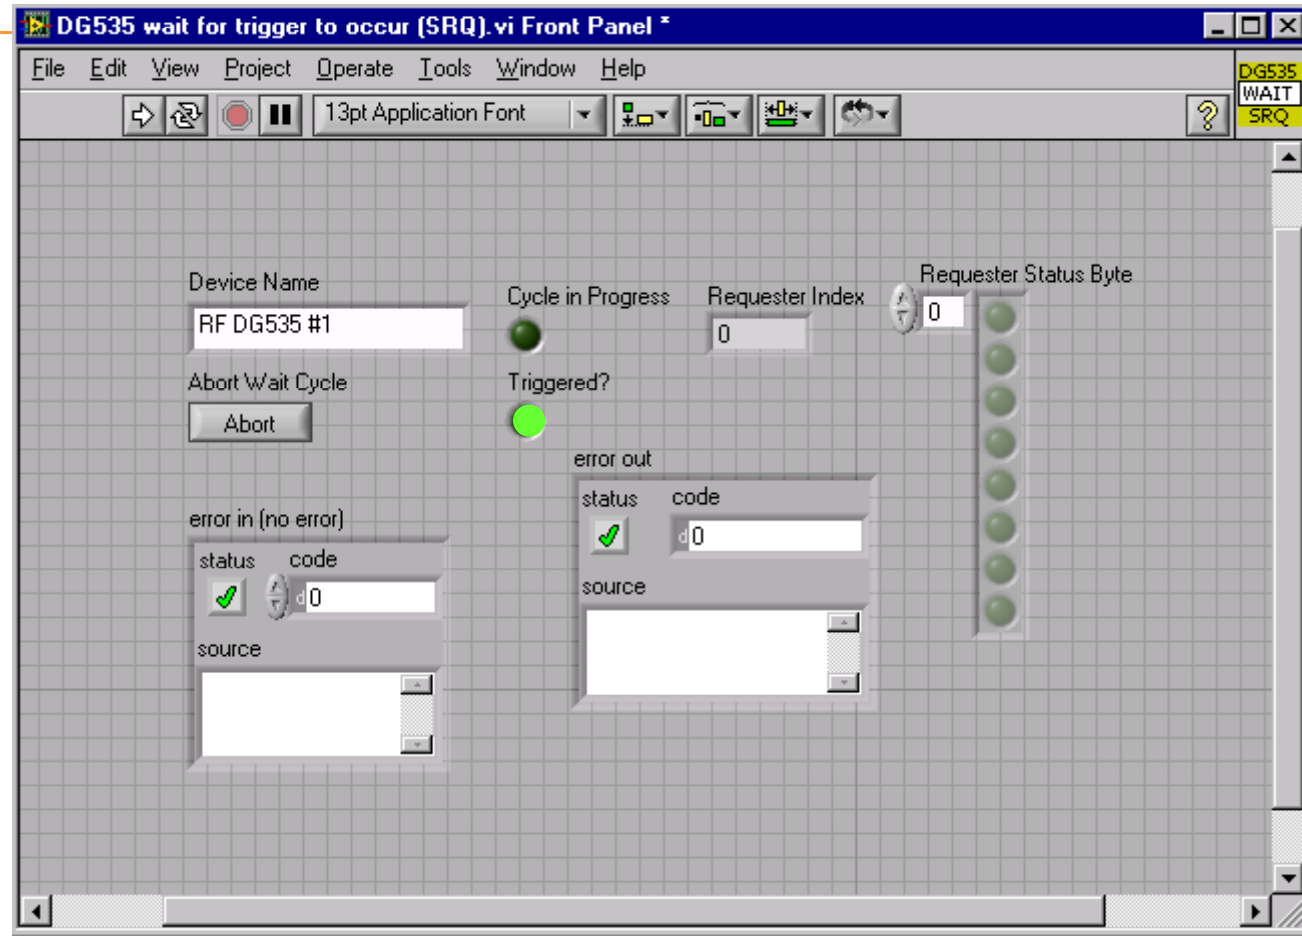 DG535 wait for trigger to occur (SRQ).vi Front Panel *
File Edit View Project Operate Tools Window Help
13pt Application Font
?
DG535
WAIT
SRQ
Device Name
RF DG535 #1
Cycle in Progress
Requester Index
0
Requester Status Byte
0
Abort Wait Cycle
Abort
Triggered?
error out
status code
d 0
source
error in (no error)
status code
d 0
source